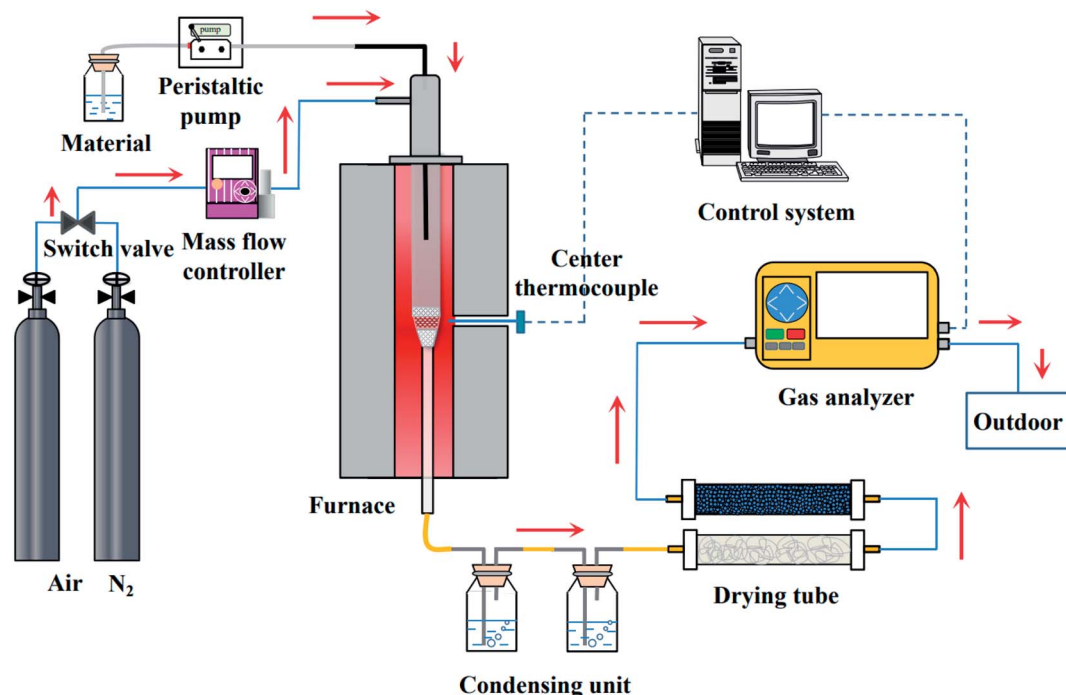 pump
Peristaltic
pump
Material
Switch valve
Mass flow
controller
Control system
Center
thermocouple
Gas analyzer
Outdoor
Furnace
Air
N₂
Drying tube
Condensing unit